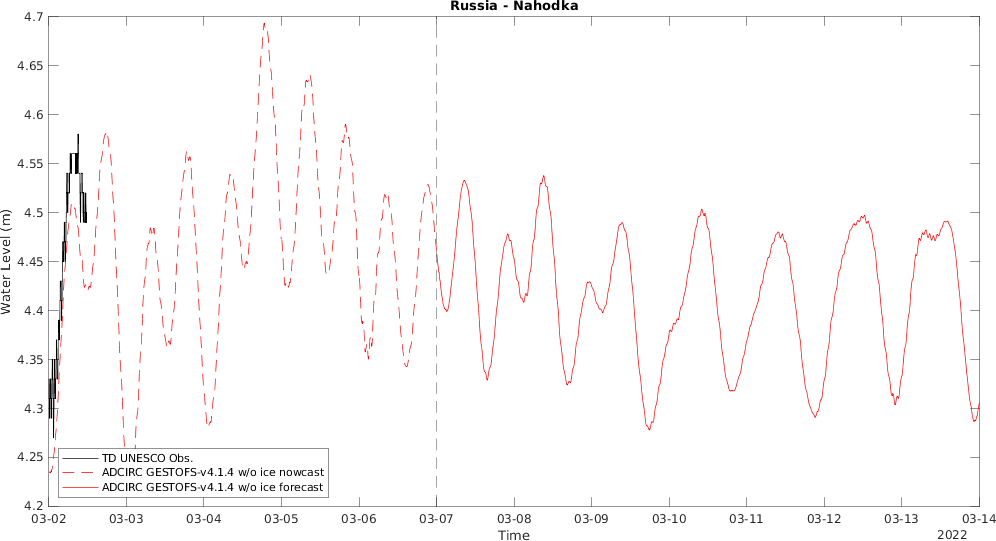 Russia - Nahodka
4.7
4.65
4.6
4.55
4.5
4.45
4.4
4.35
4.3
4.25
4.2
Water Level (m)
TD UNESCO Obs.
ADCIRC GESTOFS-v4.1.4 w/o ice nowcast
ADCIRC GESTOFS-v4.1.4 w/o ice forecast
03-02 03-03 03-04 03-05 03-06 03-07 03-08 03-09 03-10 03-11 03-12 03-13 03-14
Time
2022